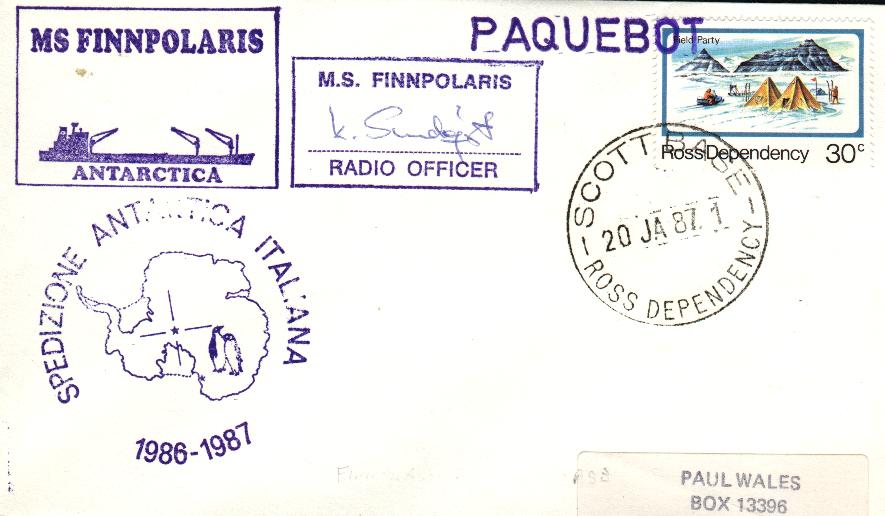 MS FINNPOLARIS
ANTARCTICA
M.S. FINNPOLARIS
RADIO OFFICER
PAQUEBOT
Field Party
Ross Dependency 30c
SCOTT BASE
20 JA 87. 1
ROSS DEPENDENCY
SPEDIZIONE ANTARTICA ITALIANA
1986-1987
PAUL WALES
BOX 13396